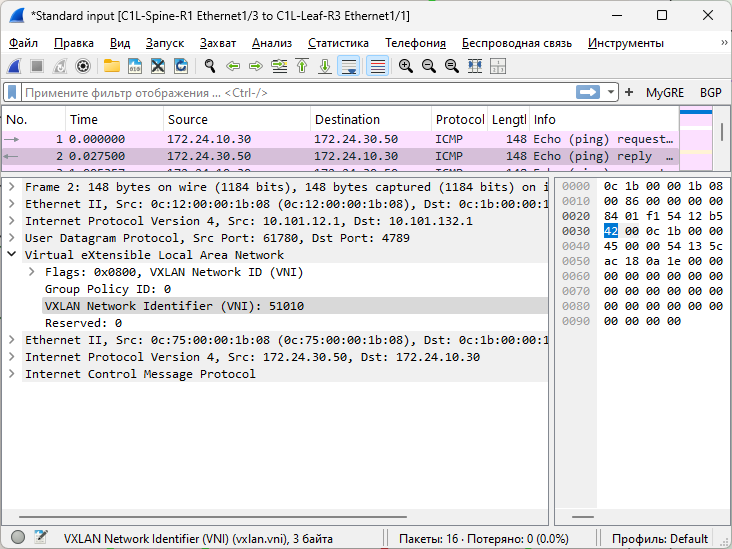 *Standard input [C1L-Spine-R1 Ethernet1/3 to C1L-Leaf-R3 Ethernet1/1]
Файл Правка Вид Запуск Захват Анализ Статистика Телефония Беспроводная связь Инструменты »
Примените фильтр отображения ... <Ctrl-/> + MyGRE BGP
No. Time Source Destination Protocol Lengtl Info
1 0.000000 172.24.10.30 172.24.30.50 ICMP 148 Echo (ping) request…
2 0.027500 172.24.30.50 172.24.10.30 ICMP 148 Echo (ping) reply …
Frame 2: 148 bytes on wire (1184 bits), 148 bytes captured (1184 bits) on i
Ethernet II, Src: 0c:12:00:00:1b:08 (0c:12:00:00:1b:08), Dst: 0c:1b:00:00:1
Internet Protocol Version 4, Src: 10.101.12.1, Dst: 10.101.132.1
User Datagram Protocol, Src Port: 61780, Dst Port: 4789
Virtual eXtensible Local Area Network
Flags: 0x0800, VXLAN Network ID (VNI)
Group Policy ID: 0
VXLAN Network Identifier (VNI): 51010
Reserved: 0
Ethernet II, Src: 0c:75:00:00:1b:08 (0c:75:00:00:1b:08), Dst: 0c:1b:00:00:1
Internet Protocol Version 4, Src: 172.24.30.50, Dst: 172.24.10.30
Internet Control Message Protocol
0000 0c 1b 00 00 1b 08
0010 00 86 00 00 00 00
0020 84 01 f1 54 12 b5
0030 42 00 0c 1b 00 00
0040 45 00 00 54 13 5c
0050 ac 18 0a 1e 00 00
0060 00 00 00 00 00 00
0070 00 00 00 00 00 00
0080 00 00 00 00 00 00
0090 00 00 00 00
VXLAN Network Identifier (VNI) (vxlan.vni), 3 байта Пакеты: 16 · Потеряно: 0 (0.0%) Профиль: Default